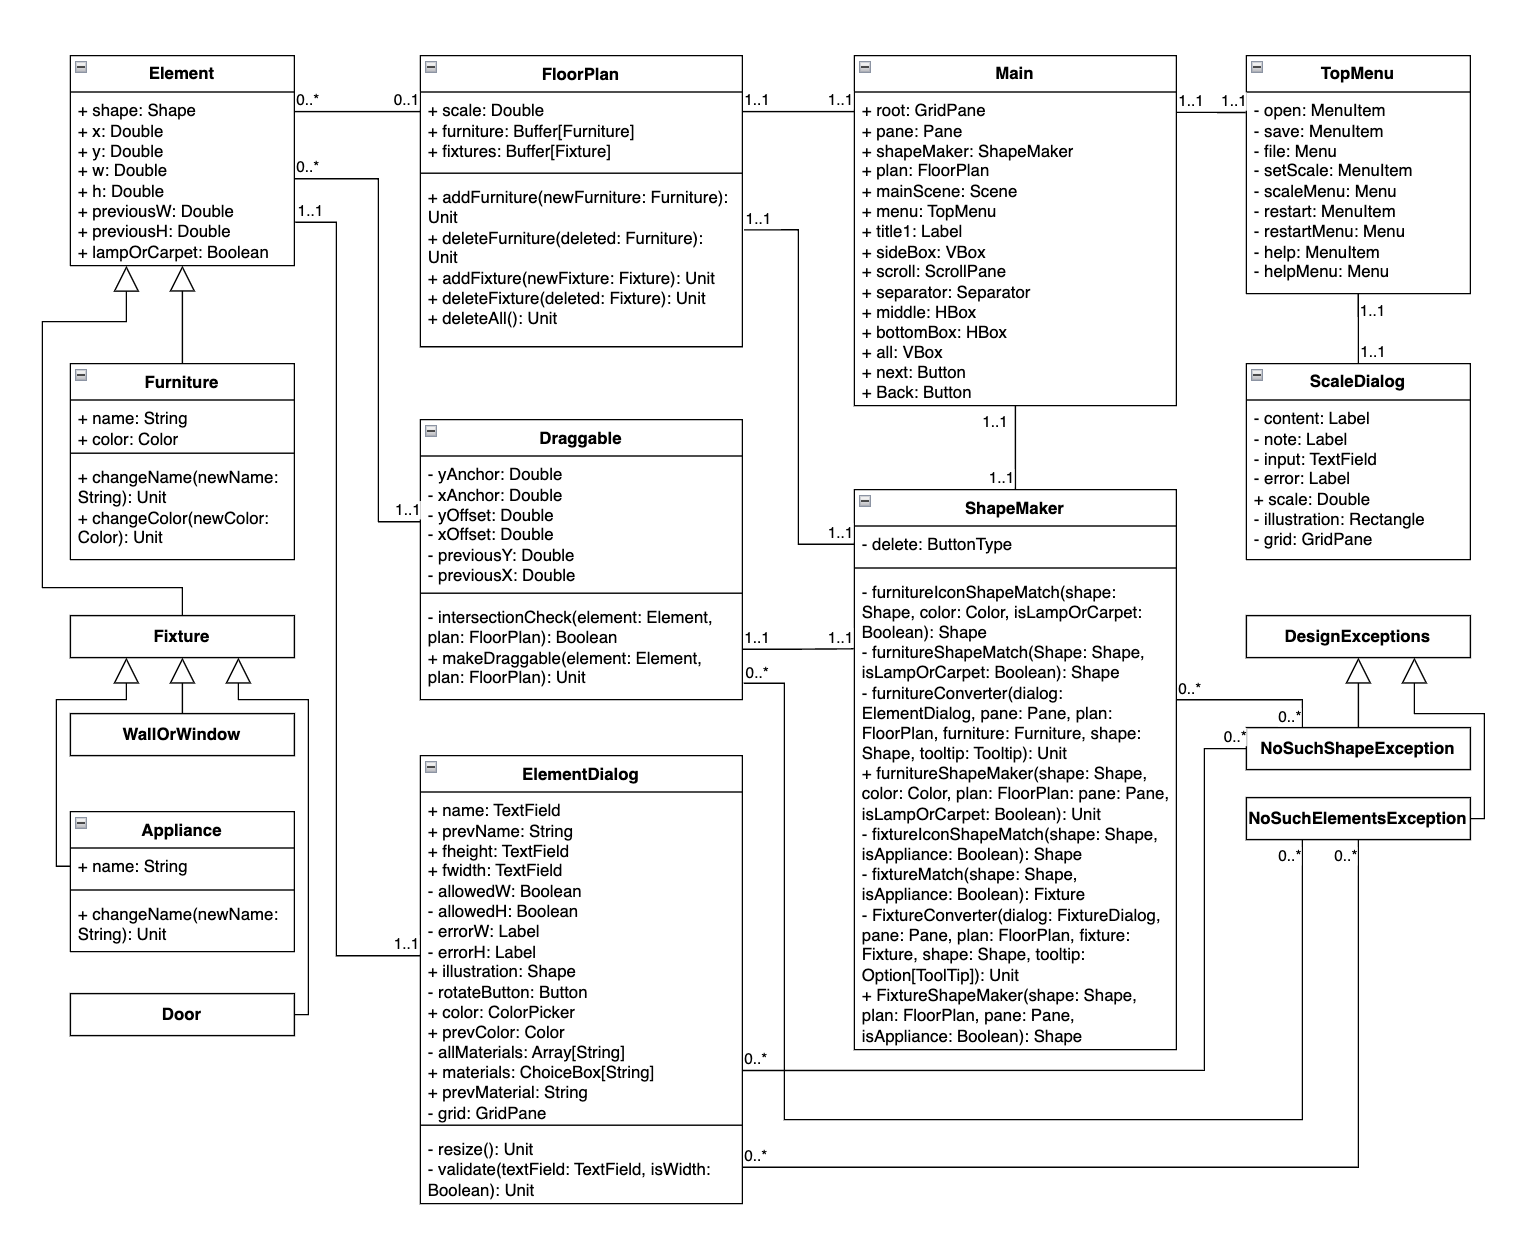 Element
+ shape: Shape
+ x: Double
+ y: Double
+ w: Double
+ h: Double
+ previousW: Double
+ previousH: Double
+ lampOrCarpet: Boolean
0..*
0..1
0..*
1..1
FloorPlan
+ scale: Double
+ furniture: Buffer[Furniture]
+ fixtures: Buffer[Fixture]
+ addFurniture(newFurniture: Furniture):
Unit
+ deleteFurniture(deleted: Furniture):
Unit
+ addFixture(newFixture: Fixture): Unit
+ deleteFixture(deleted: Fixture): Unit
+ deleteAll(): Unit
1..1
1..1
1..1
Main
+ root: GridPane
+ pane: Pane
+ shapeMaker: ShapeMaker
+ plan: FloorPlan
+ mainScene: Scene
+ menu: TopMenu
+ title1: Label
+ sideBox: VBox
+ scroll: ScrollPane
+ separator: Separator
+ middle: HBox
+ bottomBox: HBox
+ all: VBox
+ next: Button
+ Back: Button
1..1
1..1
1..1
1..1
TopMenu
- open: MenuItem
- save: MenuItem
- file: Menu
- setScale: MenuItem
- scaleMenu: Menu
- restart: MenuItem
- restartMenu: Menu
- help: MenuItem
- helpMenu: Menu
1..1
1..1
Furniture
+ name: String
+ color: Color
+ changeName(newName:
String): Unit
+ changeColor(newColor:
Color): Unit
Draggable
- yAnchor: Double
- xAnchor: Double
- yOffset: Double
- xOffset: Double
- previousY: Double
- previousX: Double
- intersectionCheck(element: Element,
plan: FloorPlan): Boolean
+ makeDraggable(element: Element,
plan: FloorPlan): Unit
1..1
1..1
1..1
1..1
0..*
ScaleDialog
- content: Label
- note: Label
- input: TextField
- error: Label
+ scale: Double
- illustration: Rectangle
- grid: GridPane
ShapeMaker
- delete: ButtonType
- furnitureIconShapeMatch(shape:
Shape, color: Color, isLampOrCarpet:
Boolean): Shape
- furnitureShapeMatch(Shape: Shape,
isLampOrCarpet: Boolean): Shape
- furnitureConverter(dialog:
ElementDialog, pane: Pane, plan:
FloorPlan, furniture: Furniture, shape:
Shape, tooltip: Tooltip): Unit
+ furnitureShapeMaker(shape: Shape,
color: Color, plan: FloorPlan: pane: Pane,
isLampOrCarpet: Boolean): Unit
- fixtureIconShapeMatch(shape: Shape,
isAppliance: Boolean): Shape
- fixtureMatch(shape: Shape,
isAppliance: Boolean): Fixture
- FixtureConverter(dialog: FixtureDialog,
pane: Pane, plan: FloorPlan, fixture:
Fixture, shape: Shape, tooltip:
Option[ToolTip]): Unit
+ FixtureShapeMaker(shape: Shape,
plan: FloorPlan, pane: Pane,
isAppliance: Boolean): Shape
Fixture
WallOrWindow
Appliance
+ name: String
+ changeName(newName:
String): Unit
Door
ElementDialog
+ name: TextField
+ prevName: String
+ fheight: TextField
+ fwidth: TextField
- allowedW: Boolean
- allowedH: Boolean
- errorW: Label
- errorH: Label
+ illustration: Shape
- rotateButton: Button
+ color: ColorPicker
+ prevColor: Color
- allMaterials: Array[String]
+ materials: ChoiceBox[String]
+ prevMaterial: String
- grid: GridPane
- resize(): Unit
- validate(textField: TextField, isWidth:
Boolean): Unit
1..1
0..*
0..*
DesignExceptions
0..*
0..*
0..*
NoSuchShapeException
NoSuchElementsException
0..*
0..*